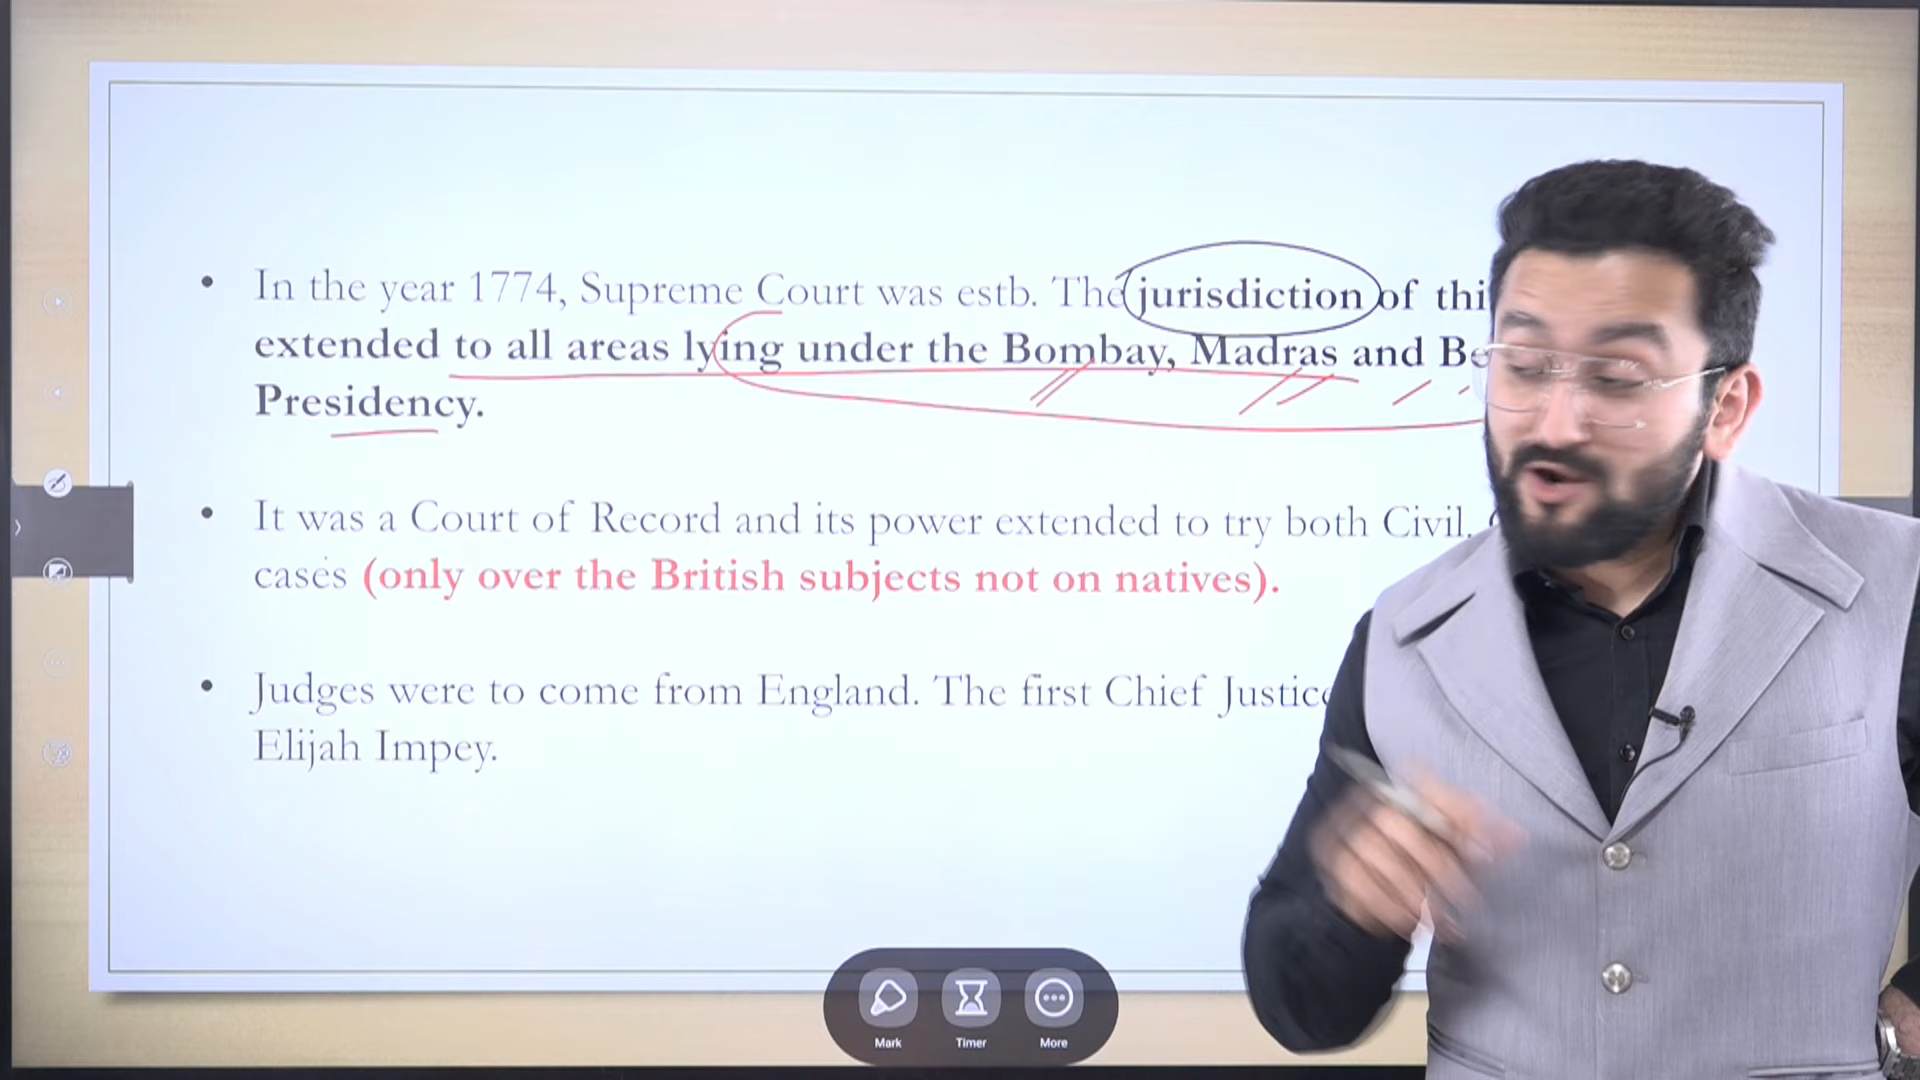 In the year 1774, Supreme Court was estb. The jurisdiction of
extended to all areas lying under the Bombay, Madras and
Presidency.
It was a Court of Record and its power extended to try both Civil,
cases (only over the British subjects not on natives).
Judges were to come from England. The first Chief Justice
Elijah Impey.
Mark Timer More